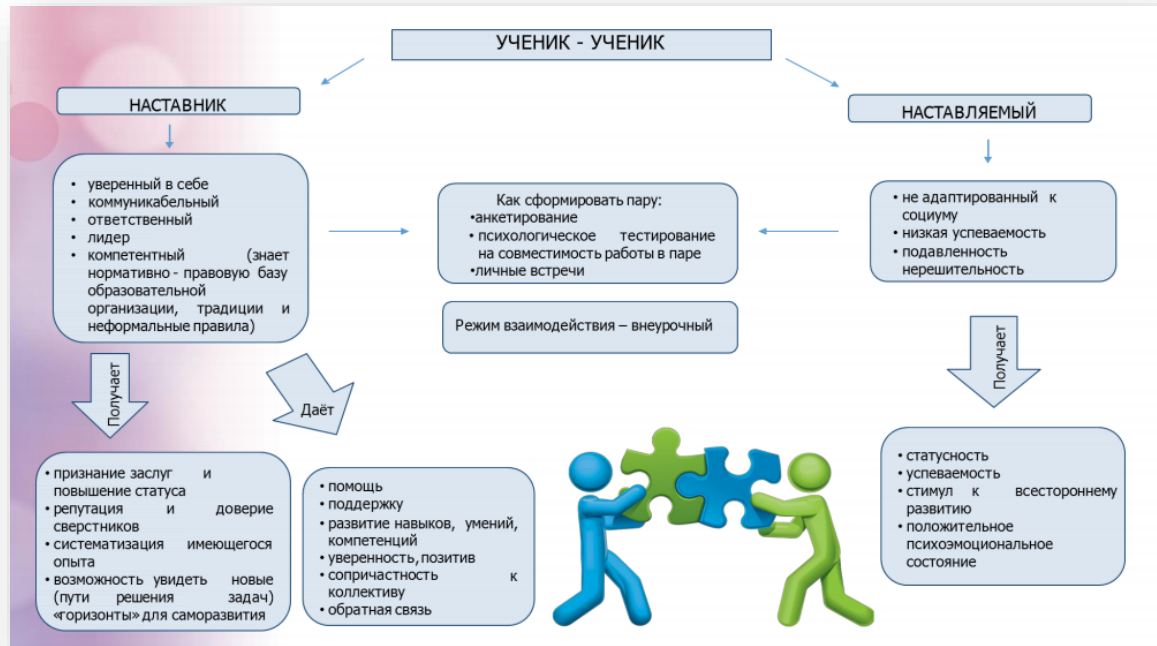 УЧЕНИК - УЧЕНИК
НАСТАВНИК
НАСТАВЛЯЕМЫЙ
• уверенный в себе
• коммуникабельный
• ответственный
• лидер
• компетентный (знает
нормативно - правовую базу
образовательной
организации, традиции и
неформальные правила)
Как сформировать пару:
•анкетирование
• психологическое тестирование
на совместимость работы в паре
•личные встречи
• не адаптированный к
социуму
• низкая успеваемость
• подавленность
нерешительность
Режим взаимодействия – внеурочный
Получает
Даёт
Получает
• признание заслуг и
повышение статуса
• репутация и доверие
сверстников
• систематизация имеющегося
опыта
• возможность увидеть новые
(пути решения задач)
«горизонты» для саморазвития
• помощь
• поддержку
• развитие навыков, умений,
компетенций
• уверенность, позитив
• сопричастность к
коллективу
• обратная связь
• статусность
• успеваемость
• стимул к всестороннему
развитию
• положительное
психоэмоциональное
состояние